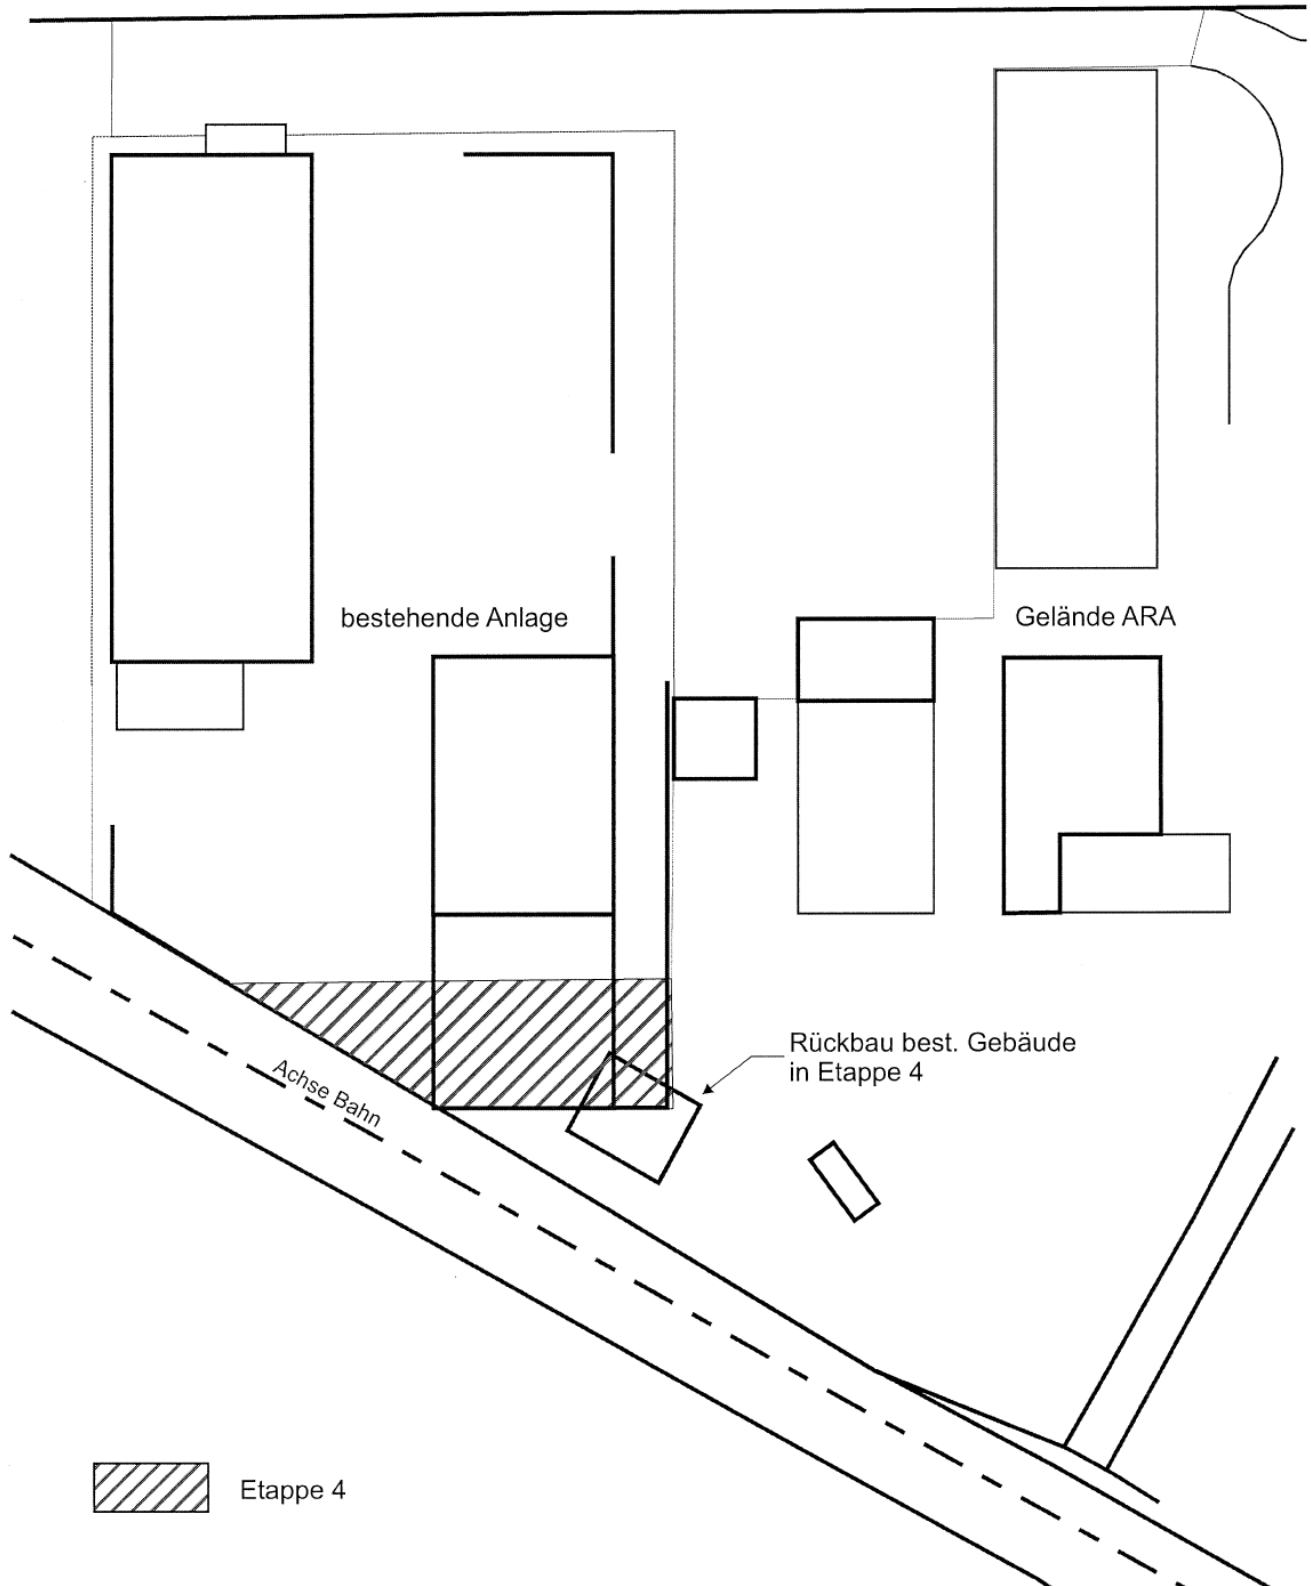 bestehende Anlage
Gelände ARA
Rückbau best. Gebäude
in Etappe 4
Achse Bahn
Etappe 4